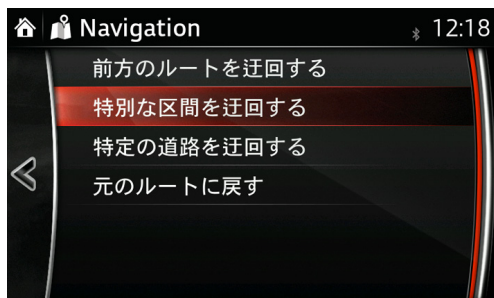 Navigation 12:18
前方のルートを迂回する
特別な区間を迂回する
特定の道路を迂回する
元のルートに戻す